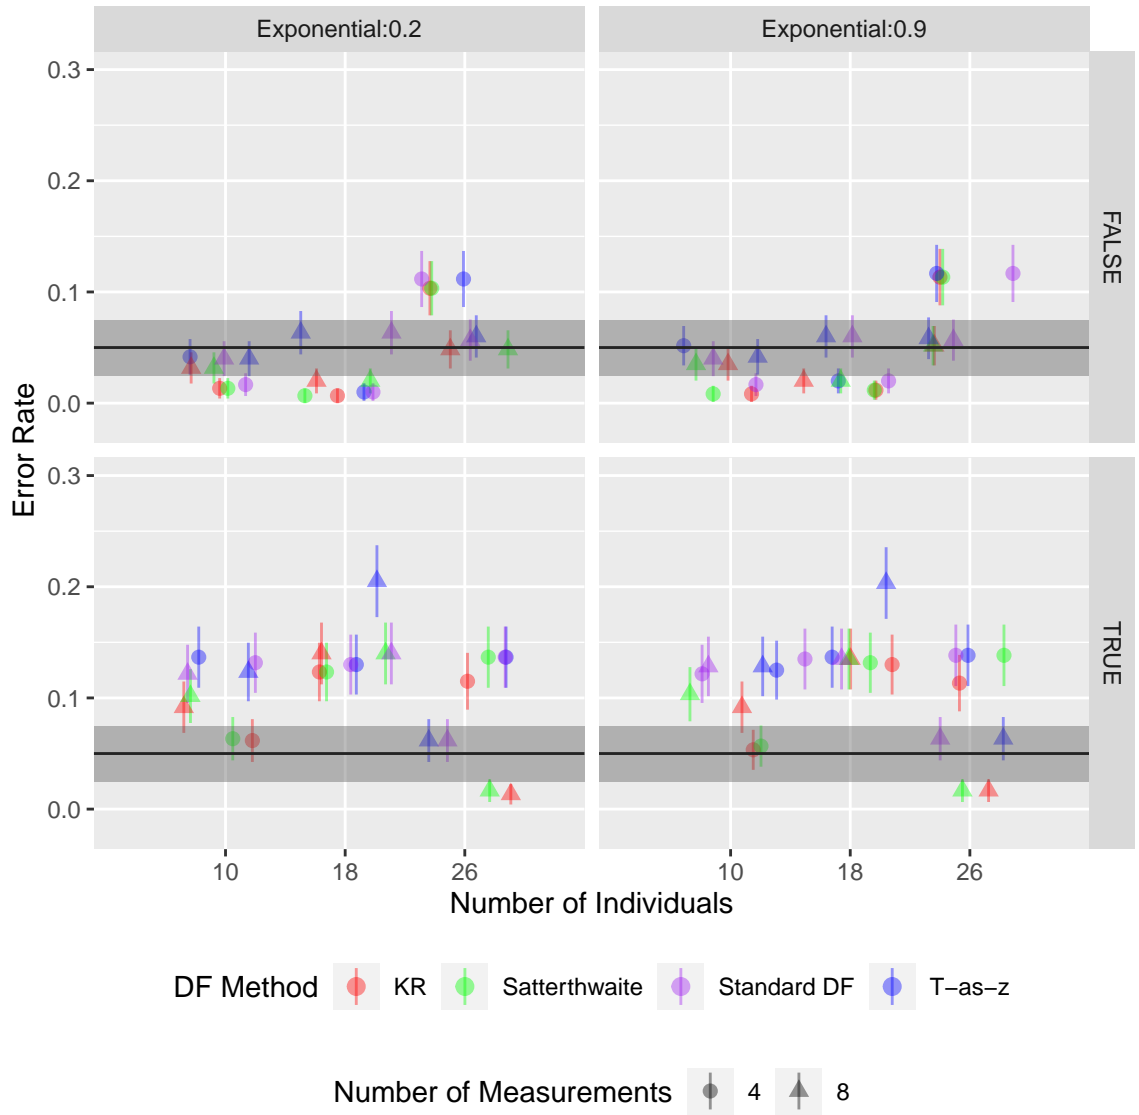 Exponential:0.2 Exponential:0.9
0.3
0.2
0.1
0.0
FALSE
Error Rate
0.3
0.2
0.1
0.0
TRUE
10 18 26 10 18 26
Number of Individuals
DF Method KR Satterthwaite Standard DF T−as−z
Number of Measurements 4 8